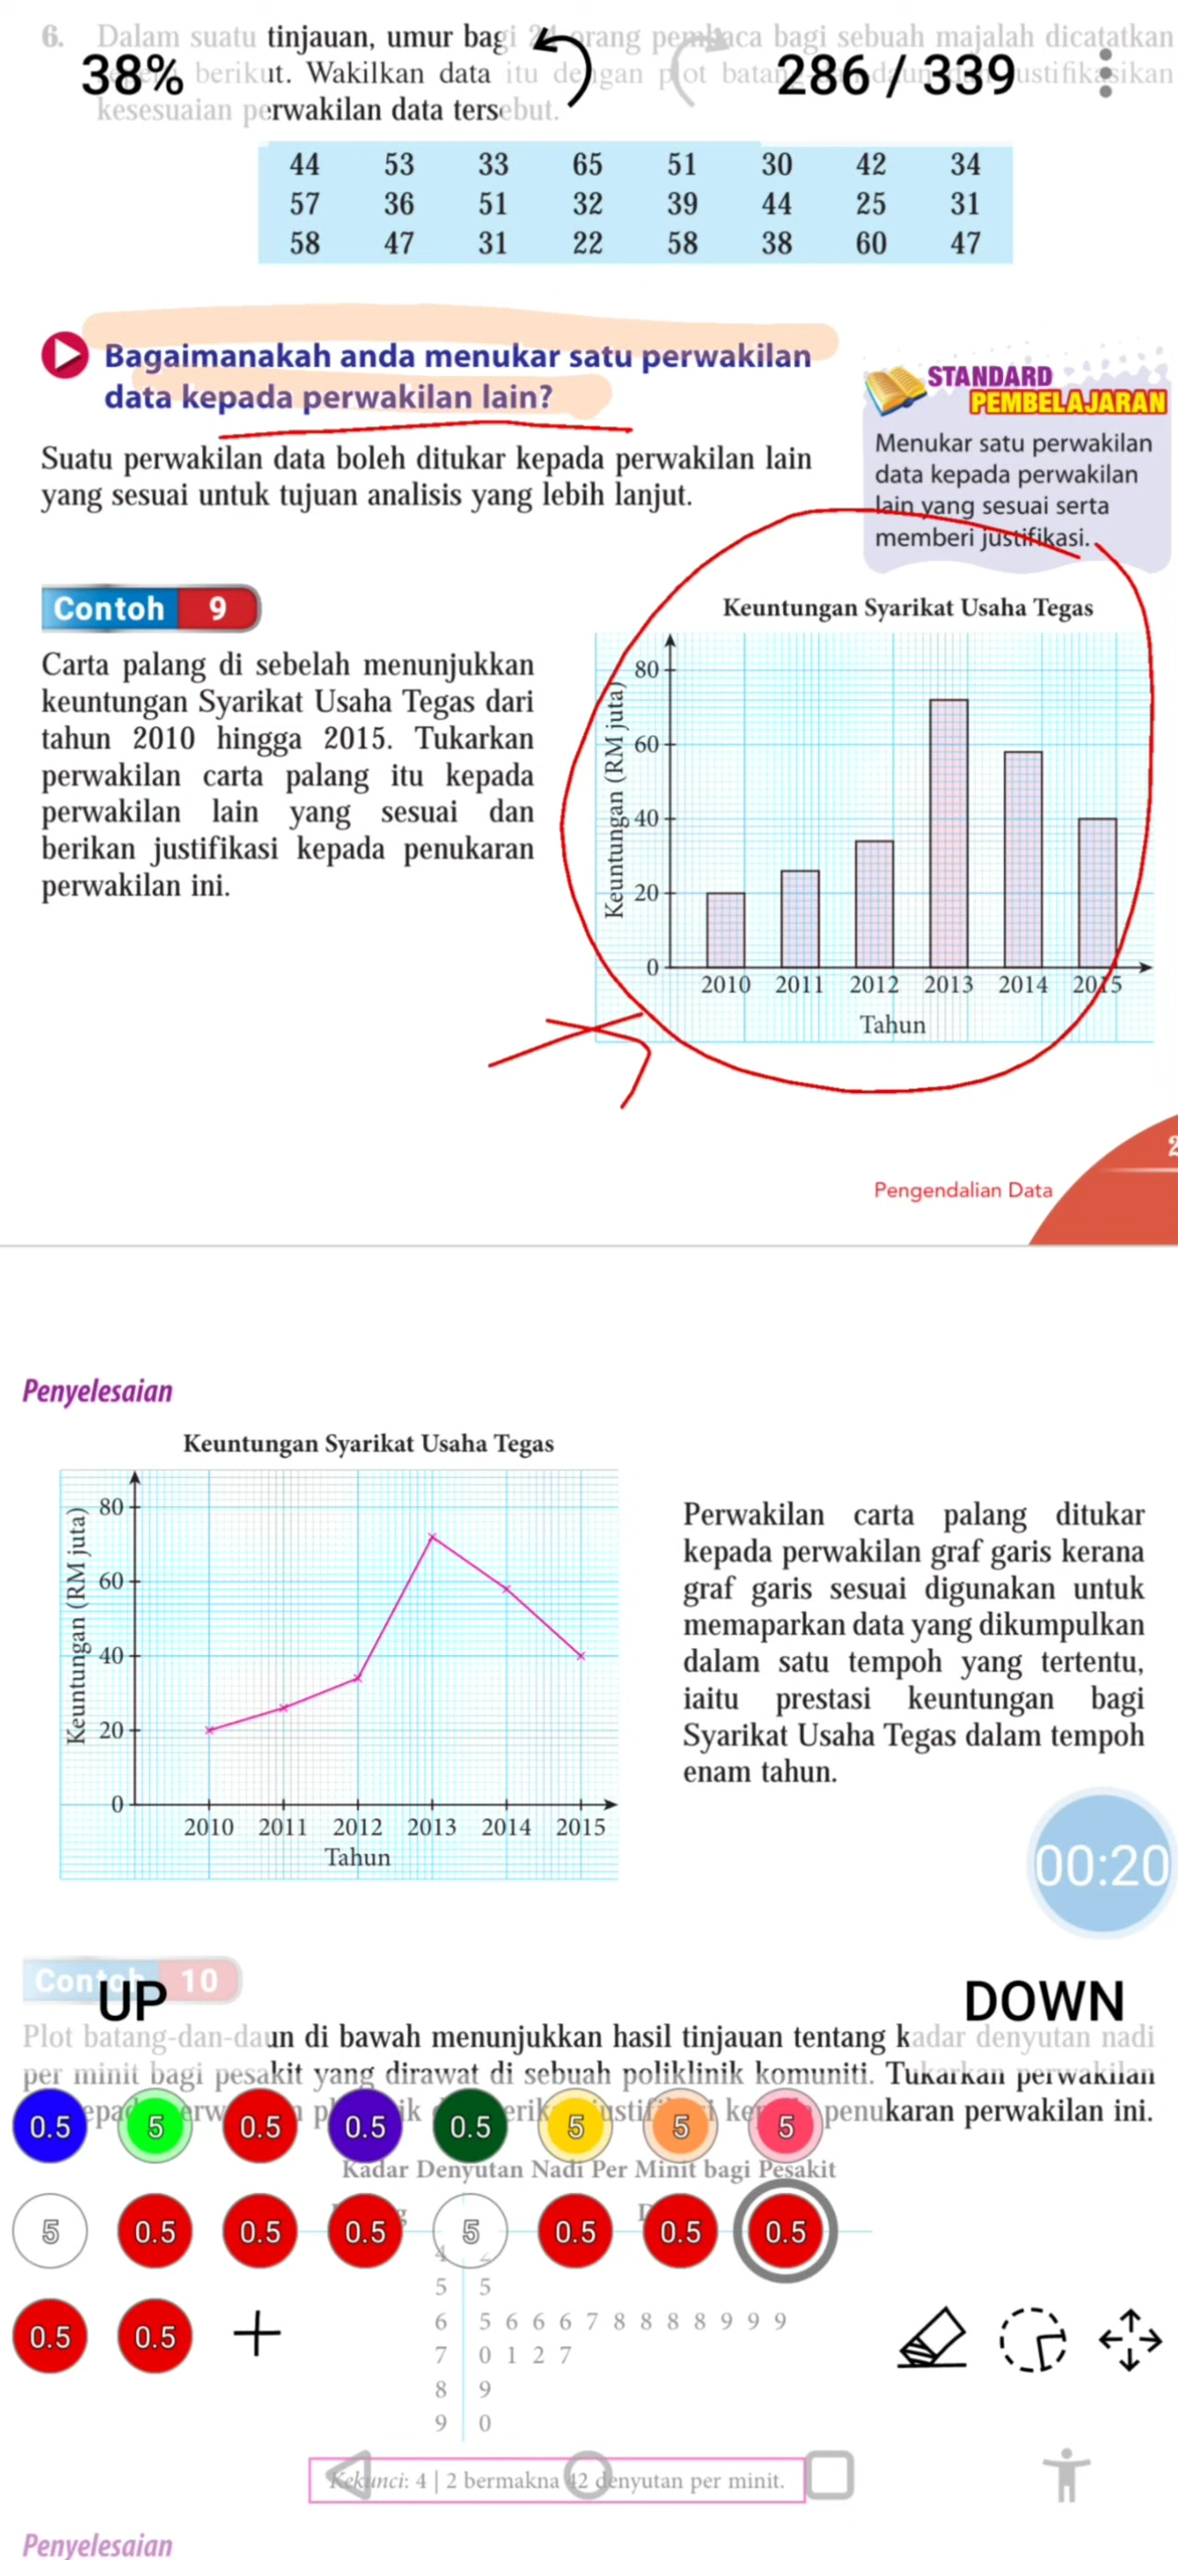 6. Dalam suatu tinjauan, umur bagi 24 orang pembaca bagi sebuah majalah dicatatkan
38% berikut. Wakilkan data itu dengan plot batang-dan-daun justifikasikan 286 / 339
kesesuaian perwakilan data tersebut.
44 53 33 65 51 30 42 34
57 36 51 32 39 44 25 31
58 47 31 22 58 38 60 47
Bagaimanakah anda menukar satu perwakilan
data kepada perwakilan lain?
Suatu perwakilan data boleh ditukar kepada perwakilan lain
yang sesuai untuk tujuan analisis yang lebih lanjut.
STANDARD
PEMBELAJARAN
Menukar satu perwakilan
data kepada perwakilan
lain yang sesuai serta
memberi justifikasi.
Contoh 9
Carta palang di sebelah menunjukkan
keuntungan Syarikat Usaha Tegas dari
tahun 2010 hingga 2015. Tukarkan
perwakilan carta palang itu kepada
perwakilan lain yang sesuai dan
berikan justifikasi kepada penukaran
perwakilan ini.
Keuntungan Syarikat Usaha Tegas
Keuntungan (RM juta)
80
60
40
20
0
2010 2011 2012 2013 2014 2015
Tahun
Pengendalian Data
Penyelesaian
Keuntungan Syarikat Usaha Tegas
Keuntungan (RM juta)
80
60
40
20
0
2010 2011 2012 2013 2014 2015
Tahun
Perwakilan carta palang ditukar
kepada perwakilan graf garis kerana
graf garis sesuai digunakan untuk
memaparkan data yang dikumpulkan
dalam satu tempoh yang tertentu,
iaitu prestasi keuntungan bagi
Syarikat Usaha Tegas dalam tempoh
enam tahun.
00:20
Contoh 10
UP DOWN
Plot batang-dan-daun di bawah menunjukkan hasil tinjauan tentang kadar denyutan nadi
per minit bagi pesakit yang dirawat di sebuah poliklinik komuniti. Tukarkan perwakilan
penukaran perwakilan ini.
0.5 5 0.5 0.5 0.5 5 5 5
Kadar Denyutan Nadi Per Minit bagi Pesakit
5 0.5 0.5 0.5 5 0.5 0.5 0.5
4 2
5 5
6 5 6 6 6 7 8 8 8 8 9 9 9
0.5 0.5 +
7 0 1 2 7
8 9
9 0
Kekunci: 4 | 2 bermakna 42 denyutan per minit.
Penyelesaian